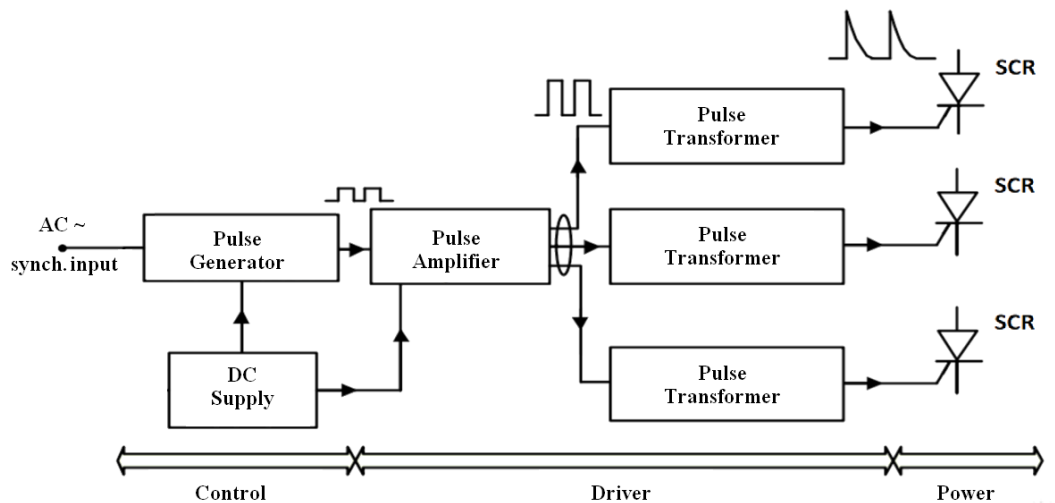 SCR
Pulse
Transformer
SCR
AC ~
synch. input
Pulse
Generator
Pulse
Amplifier
Pulse
Transformer
SCR
DC
Supply
Pulse
Transformer
Control
Driver
Power